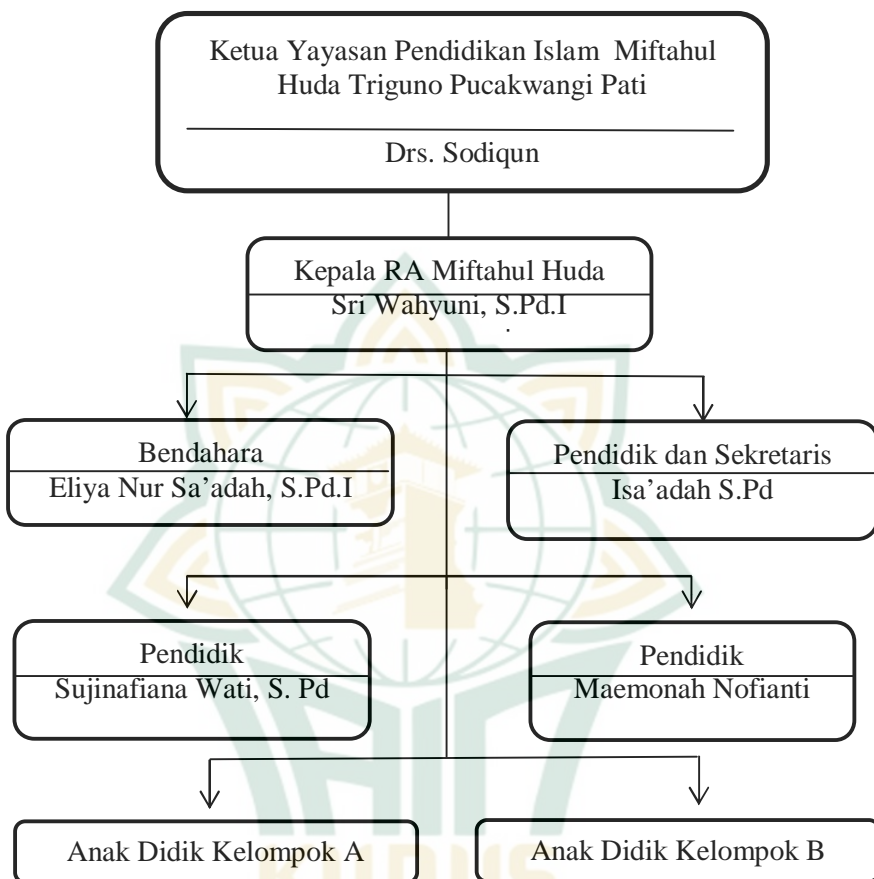 Ketua Yayasan Pendidikan Islam Miftahul
Huda Triguno Pucakwangi Pati
Drs. Sodiqun
Kepala RA Miftahul Huda
Sri Wahyuni, S.Pd.I
.
Bendahara
Eliya Nur Sa’adah, S.Pd.I
Pendidik dan Sekretaris
Isa’adah S.Pd
Pendidik
Sujinafiana Wati, S. Pd
Pendidik
Maemonah Nofianti
Anak Didik Kelompok A
Anak Didik Kelompok B
KUDUS